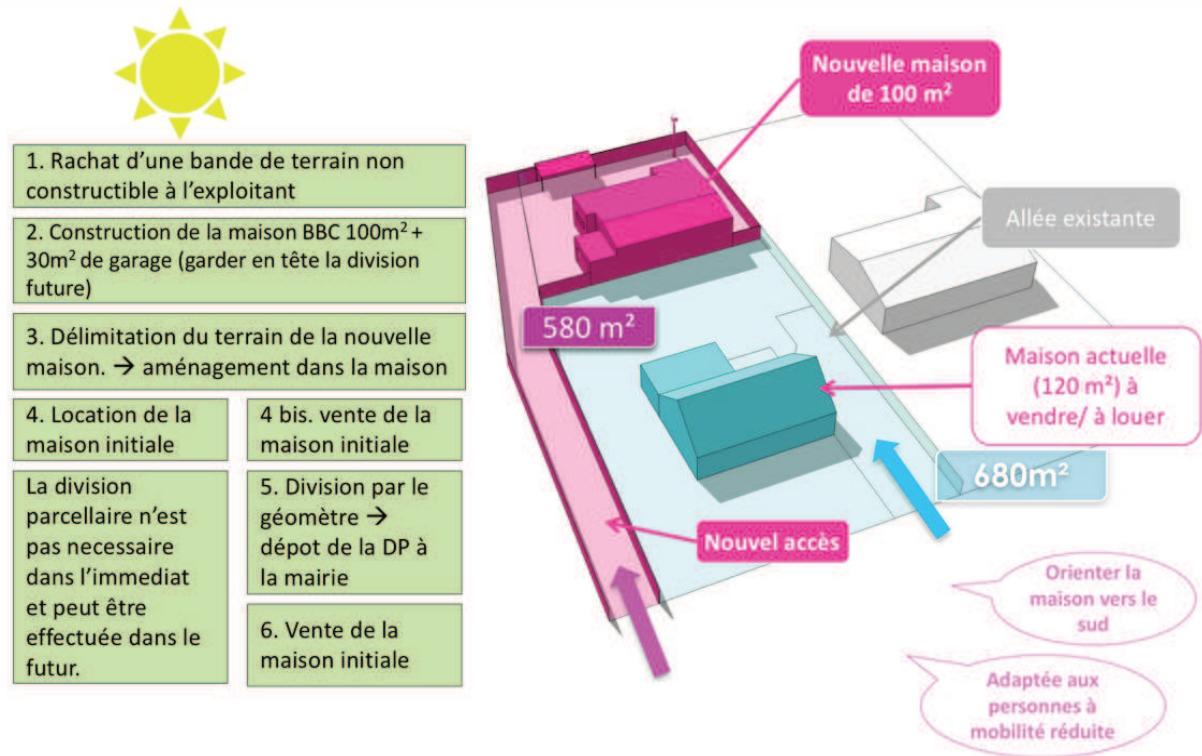 1. Rachat d'une bande de terrain non
constructible à l'exploitant
2. Construction de la maison BBC 100m² +
30m² de garage (garder en tête la division
future)
3. Délimitation du terrain de la nouvelle
maison. → aménagement dans la maison
4. Location de la
maison initiale
La division
parcellaire n'est
pas necessaire
dans l'immediat
et peut être
effectuée dans le
futur.
4 bis. vente de la
maison initiale
5. Division par le
géomètre →
dépot de la DP à
la mairie
6. Vente de la
maison initiale
Nouvelle maison
de 100 m²
Allée existante
580 m²
Maison actuelle
(120 m²) à
vendre/ à louer
680m²
Nouvel accès
Orienter la
maison vers le
sud
Adaptée aux
personnes à
mobilité réduite